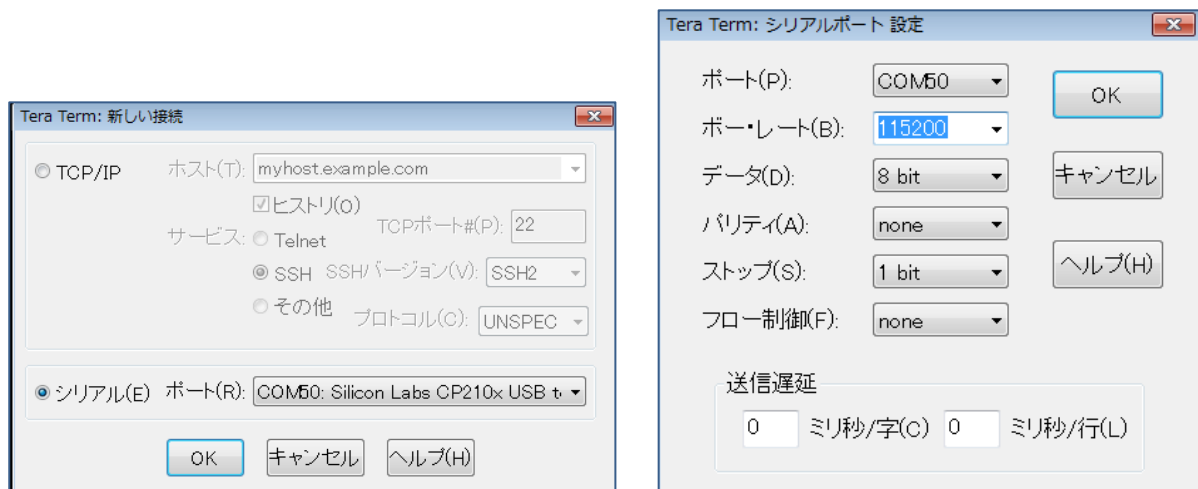 Tera Term: 新しい接続
TCP/IP
ホスト(T): myhost.example.com
ヒストリ(O)
サービス: Telnet
TCPポート#(P): 22
SSH SSHバージョン(V): SSH2
その他 プロトコル(C): UNSPEC
シリアル(E) ポート(R): COM50: Silicon Labs CP210x USB t
OK キャンセル ヘルプ(H)
Tera Term: シリアルポート 設定
ポート(P): COM50
OK
ボー・レート(B): 115200
データ(D): 8 bit
キャンセル
パリティ(A): none
ストップ(S): 1 bit
ヘルプ(H)
フロー制御(F): none
送信遅延
0 ミリ秒/字(C) 0 ミリ秒/行(L)